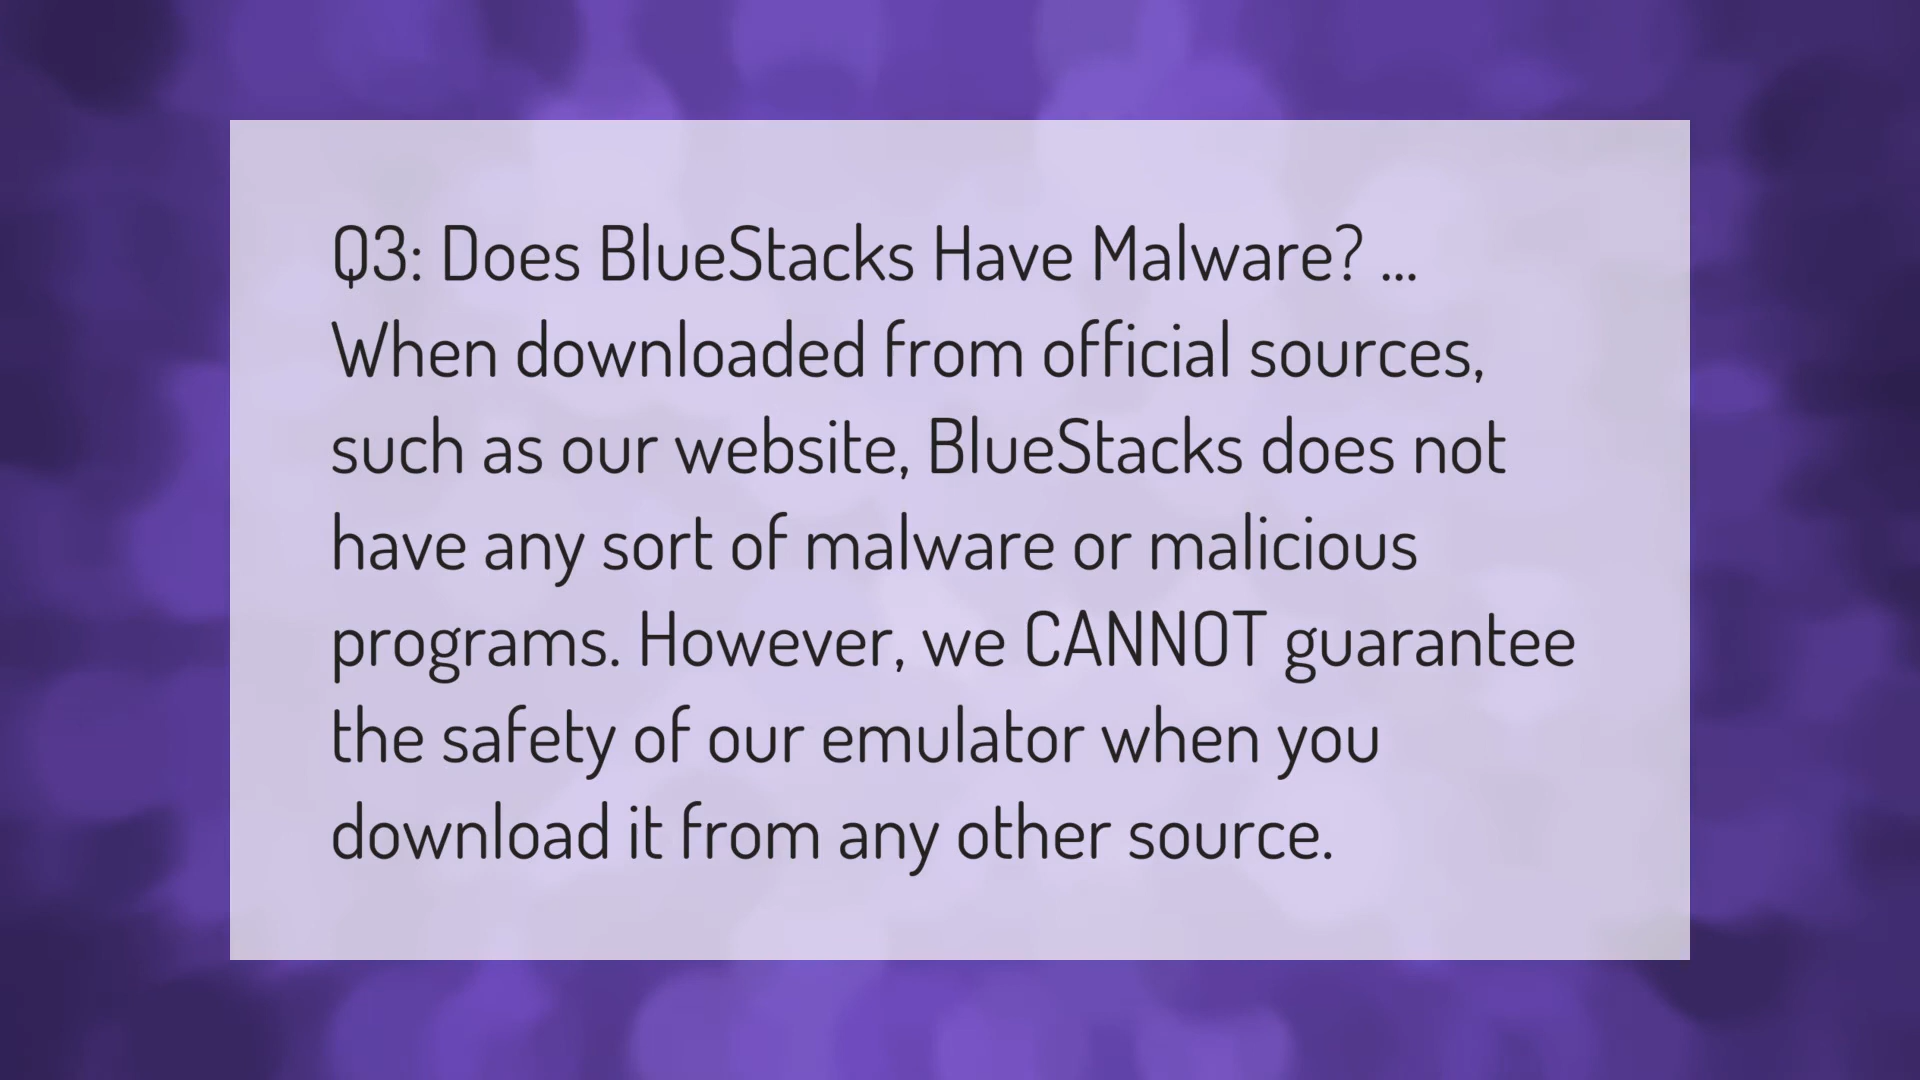 Q3: Does BlueStacks Have Malware? ...
When downloaded from official sources,
such as our website, BlueStacks does not
have any sort of malware or malicious
programs. However, we CANNOT guarantee
the safety of our emulator when you
download it from any other source.